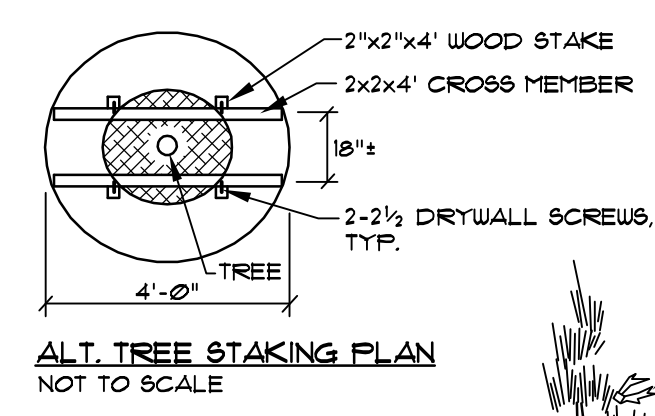 2"x2"x4' WOOD STAKE
2x2x4' CROSS MEMBER
18"±
2-2½ DRYWALL SCREWS,
TYP.
TREE
4'-0"
ALT. TREE STAKING PLAN
NOT TO SCALE